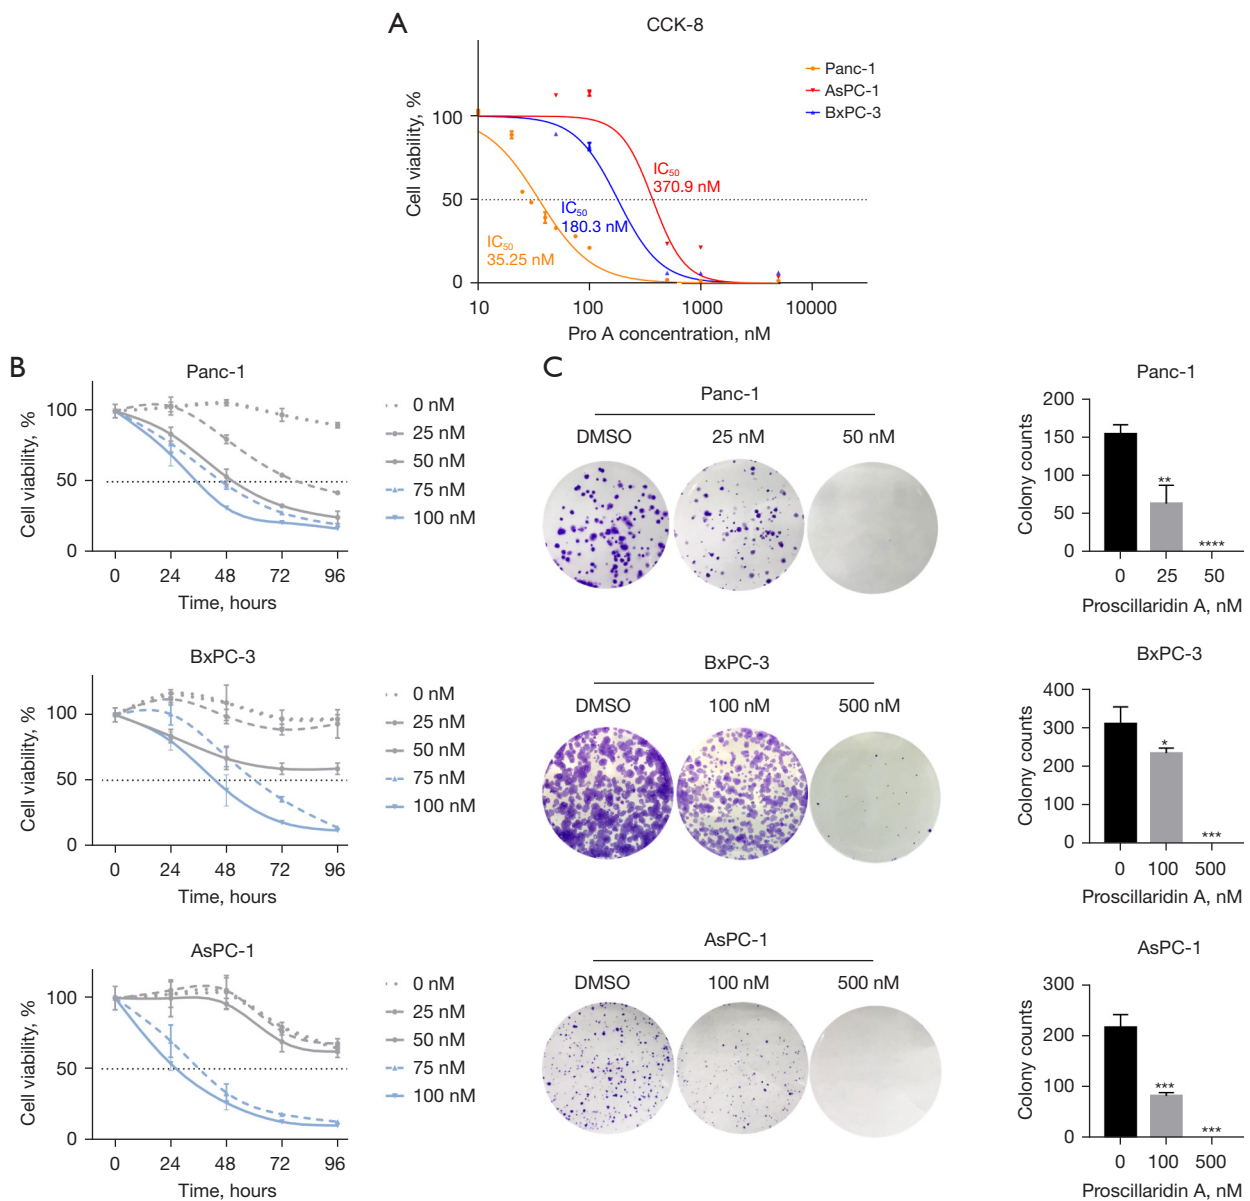 A
CCK-8
Cell viability, %
100
50
0
10
100
1000
10000
Pro A concentration, nM
Panc-1
AsPC-1
BxPC-3
IC50
370.9 nM
IC50
180.3 nM
IC50
35.25 nM
B
Panc-1
Cell viability, %
100
50
0
0 24 48 72 96
Time, hours
0 nM
25 nM
50 nM
75 nM
100 nM
BxPC-3
Cell viability, %
100
50
0
0 24 48 72 96
Time, hours
0 nM
25 nM
50 nM
75 nM
100 nM
AsPC-1
Cell viability, %
100
50
0
0 24 48 72 96
Time, hours
0 nM
25 nM
50 nM
75 nM
100 nM
C
Panc-1
DMSO 25 nM 50 nM
Panc-1
Colony counts
200
150
100
50
0
**
****
0 25 50
Proscillaridin A, nM
BxPC-3
DMSO 100 nM 500 nM
BxPC-3
Colony counts
400
300
200
100
0
*
***
0 100 500
Proscillaridin A, nM
AsPC-1
DMSO 100 nM 500 nM
AsPC-1
Colony counts
300
200
100
0
***
***
0 100 500
Proscillaridin A, nM